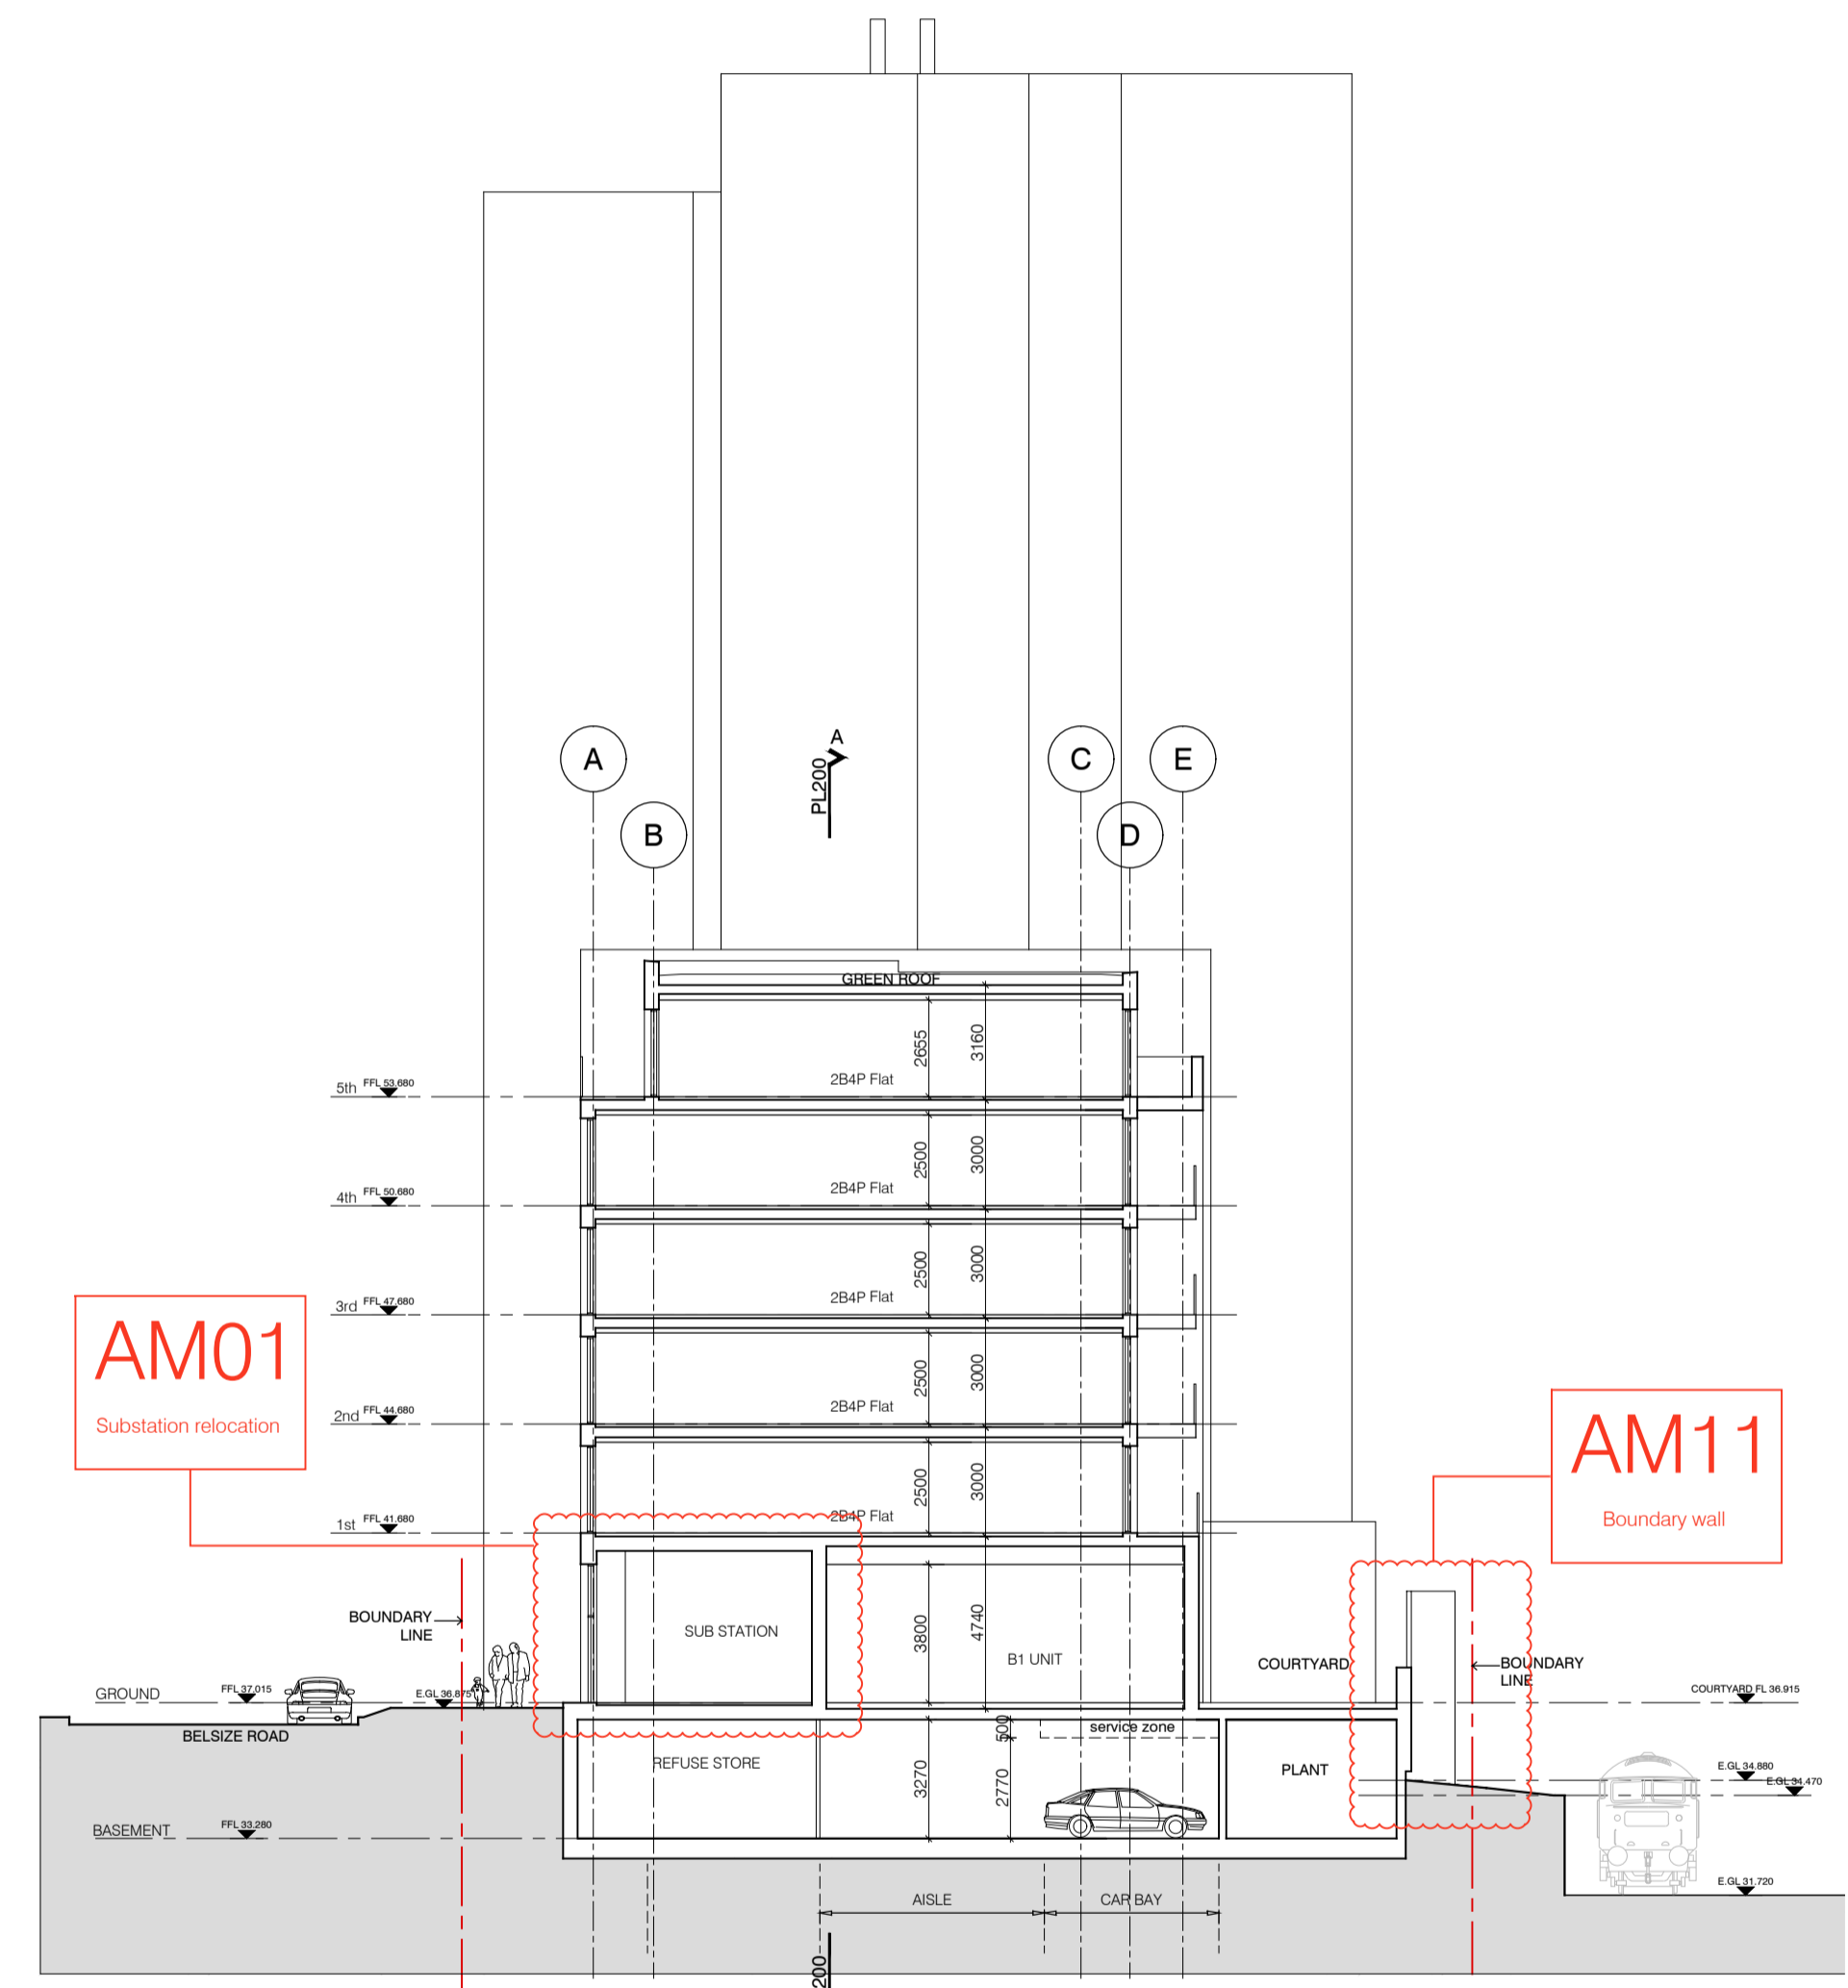 A
PL200
A
C
E
B
D
GREEN ROOF
2655
3160
5th
FFL 53.680
2B4P Flat
2500
3000
4th
FFL 50.680
2B4P Flat
2500
3000
3rd
FFL 47.680
2B4P Flat
2500
3000
2nd
FFL 44.680
2B4P Flat
2500
3000
1st
FFL 41.680
2B4P Flat
AM01
Substation relocation
AM11
Boundary wall
BOUNDARY
LINE
SUB STATION
3800
4740
B1 UNIT
COURTYARD
BOUNDARY
LINE
GROUND
FFL 37.015
E.GL 36.875
COURTYARD FL 36.915
BELSIZE ROAD
REFUSE STORE
500
service zone
3270
2770
PLANT
E.GL 34.880
E.GL 34.470
BASEMENT
FFL 33.280
E.GL 31.720
AISLE
CAR BAY
200